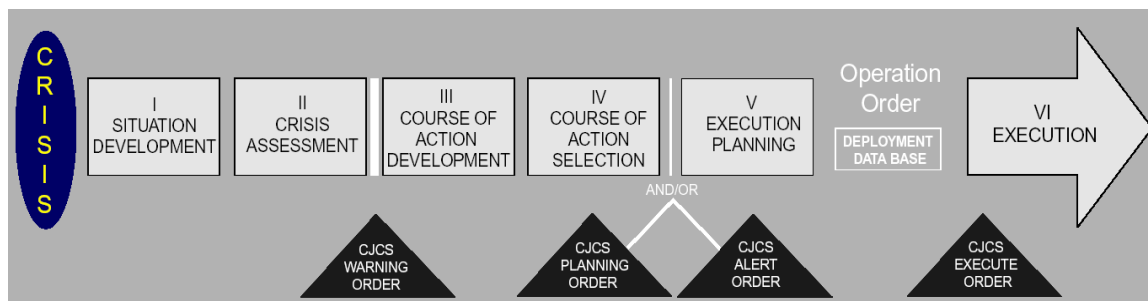 CRISIS
I
SITUATION
DEVELOPMENT
II
CRISIS
ASSESSMENT
III
COURSE OF
ACTION
DEVELOPMENT
IV
COURSE OF
ACTION
SELECTION
V
EXECUTION
PLANNING
Operation
Order
DEPLOYMENT
DATA BASE
VI
EXECUTION
AND/OR
CJCS
WARNING
ORDER
CJCS
PLANNING
ORDER
CJCS
ALERT
ORDER
CJCS
EXECUTE
ORDER